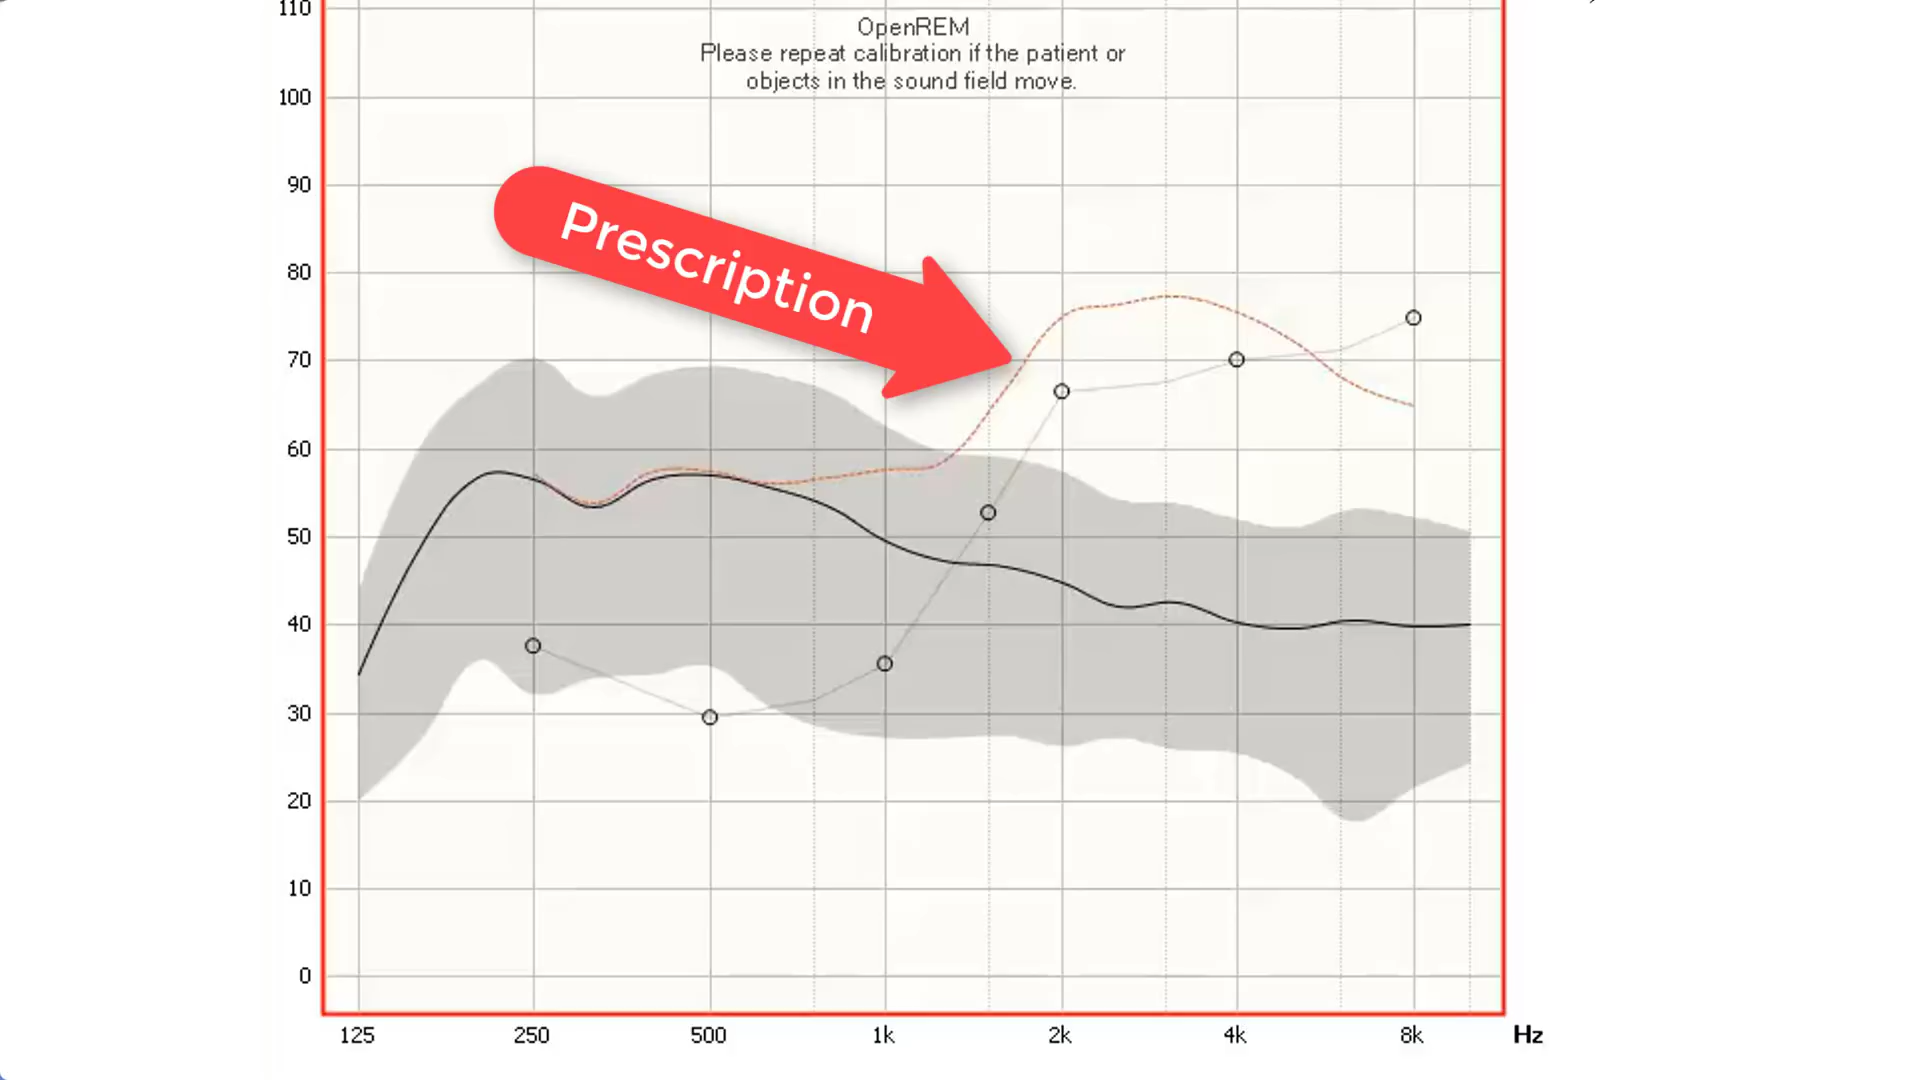 110
OpenREM
Please repeat calibration if the patient or
objects in the sound field move.
100
90
Prescription
80
70
60
50
40
30
20
10
0
125 250 500 1k 2k 4k 8k Hz